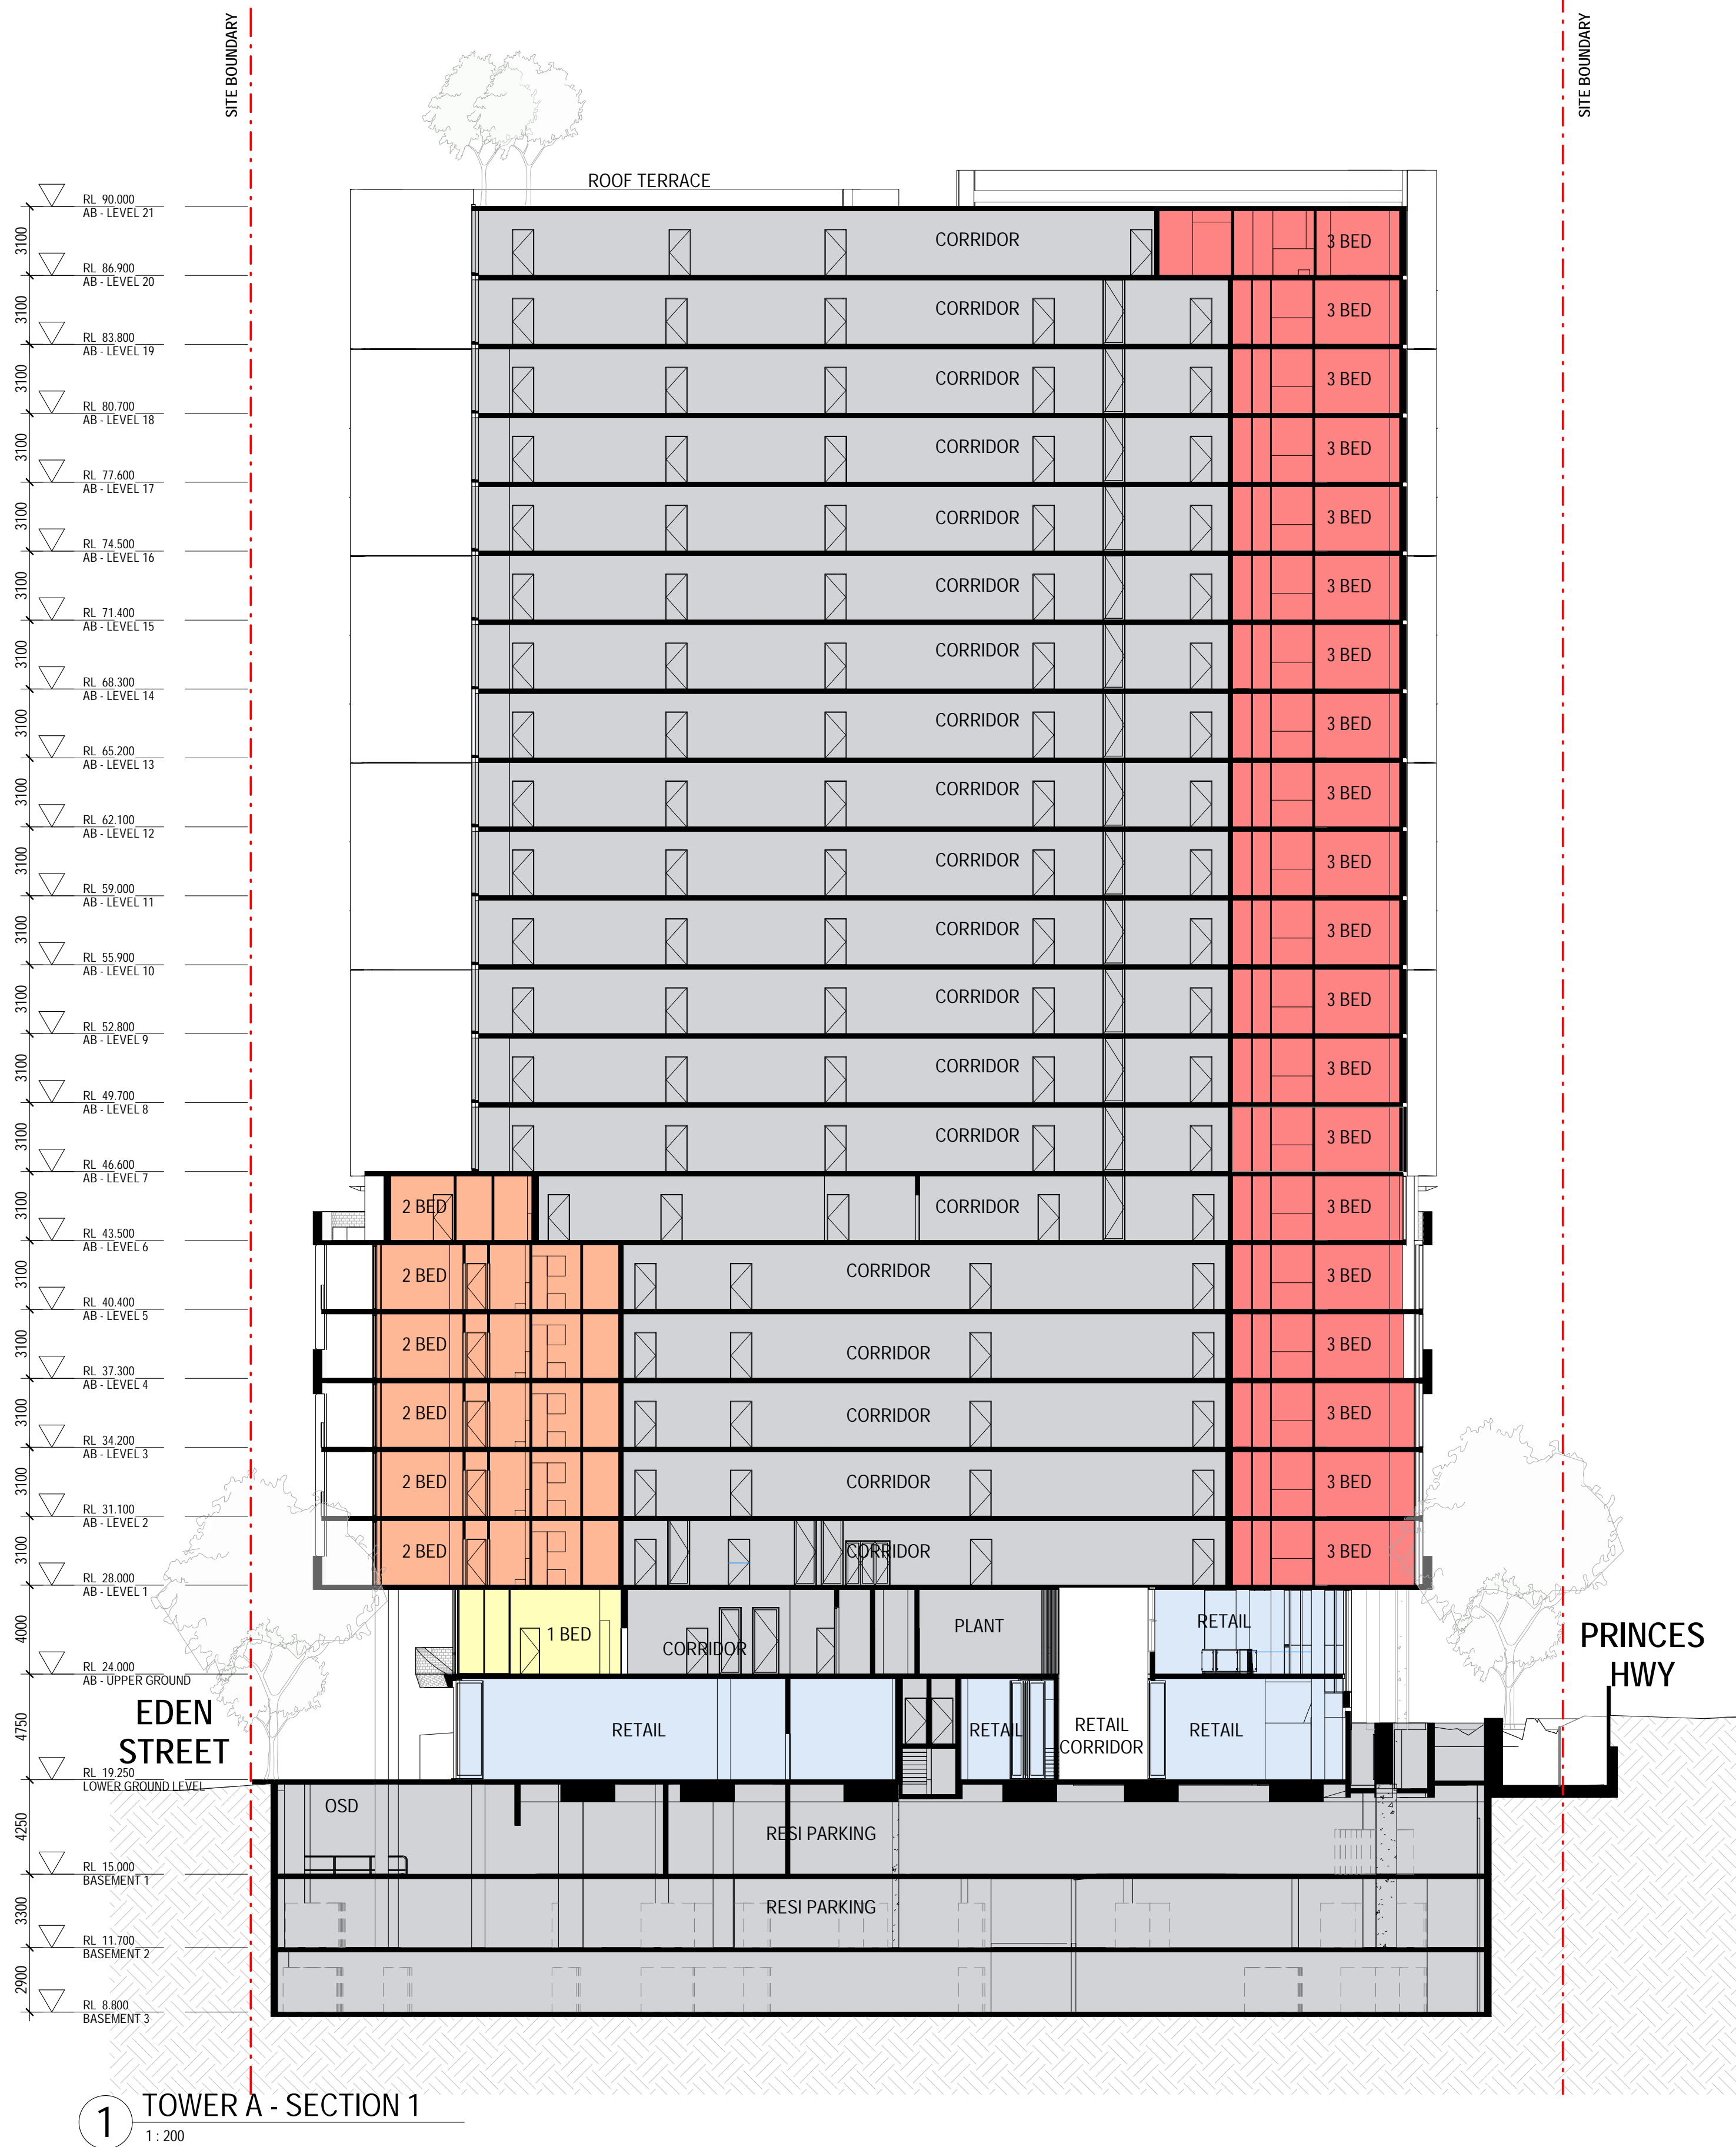 SITE BOUNDARY
SITE BOUNDARY
ROOF TERRACE
RL 90.000
AB - LEVEL 21
3100
CORRIDOR
3 BED
RL 86.900
AB - LEVEL 20
3100
CORRIDOR
3 BED
RL 83.800
AB - LEVEL 19
3100
CORRIDOR
3 BED
RL 80.700
AB - LEVEL 18
3100
CORRIDOR
3 BED
RL 77.600
AB - LEVEL 17
3100
CORRIDOR
3 BED
RL 74.500
AB - LEVEL 16
3100
CORRIDOR
3 BED
RL 71.400
AB - LEVEL 15
3100
CORRIDOR
3 BED
RL 68.300
AB - LEVEL 14
3100
CORRIDOR
3 BED
RL 65.200
AB - LEVEL 13
3100
CORRIDOR
3 BED
RL 62.100
AB - LEVEL 12
3100
CORRIDOR
3 BED
RL 59.000
AB - LEVEL 11
3100
CORRIDOR
3 BED
RL 55.900
AB - LEVEL 10
3100
CORRIDOR
3 BED
RL 52.800
AB - LEVEL 9
3100
CORRIDOR
3 BED
RL 49.700
AB - LEVEL 8
3100
CORRIDOR
3 BED
RL 46.600
AB - LEVEL 7
3100
2 BED
CORRIDOR
3 BED
RL 43.500
AB - LEVEL 6
3100
2 BED
CORRIDOR
3 BED
RL 40.400
AB - LEVEL 5
3100
2 BED
CORRIDOR
3 BED
RL 37.300
AB - LEVEL 4
3100
2 BED
CORRIDOR
3 BED
RL 34.200
AB - LEVEL 3
3100
2 BED
CORRIDOR
3 BED
RL 31.100
AB - LEVEL 2
3100
2 BED
CORRIDOR
3 BED
RL 28.000
AB - LEVEL 1
4000
1 BED
CORRIDOR
PLANT
RETAIL
PRINCES
HWY
RL 24.000
AB - UPPER GROUND
EDEN
STREET
4750
RETAIL
RETAIL
RETAIL
CORRIDOR
RETAIL
RL 19.250
LOWER GROUND LEVEL
4250
OSD
RESI PARKING
RL 15.000
BASEMENT 1
3300
RESI PARKING
RL 11.700
BASEMENT 2
2900
RL 8.800
BASEMENT 3
1
TOWER A - SECTION 1
1 : 200